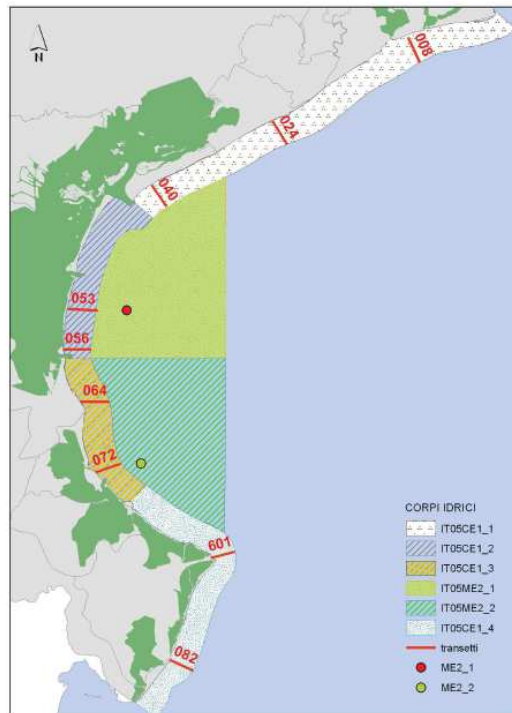 N
008
024
040
053
056
064
072
601
082
CORPI IDRICI
IT05CE1_1
IT05CE1_2
IT05CE1_3
IT05ME2_1
IT05ME2_2
IT05CE1_4
transetti
ME2_1
ME2_2